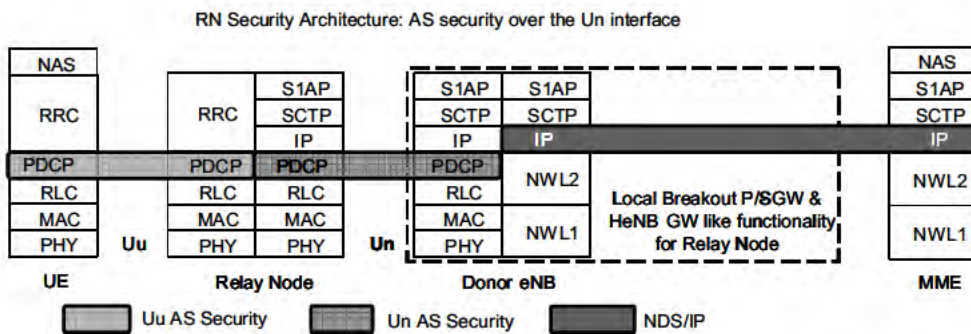 RN Security Architecture: AS security over the Un interface
NAS
RRC
PDCP
RLC
MAC
PHY
UE
Uu
RRC
PDCP
RLC
MAC
PHY
S1AP
SCTP
IP
PDCP
RLC
MAC
PHY
Relay Node
Un
S1AP
SCTP
IP
PDCP
RLC
MAC
PHY
S1AP
SCTP
IP
NWL2
NWL1
Donor eNB
Local Breakout P/SGW &
HeNB GW like functionality
for Relay Node
NAS
S1AP
SCTP
IP
NWL2
NWL1
MME
Uu AS Security
Un AS Security
NDS/IP